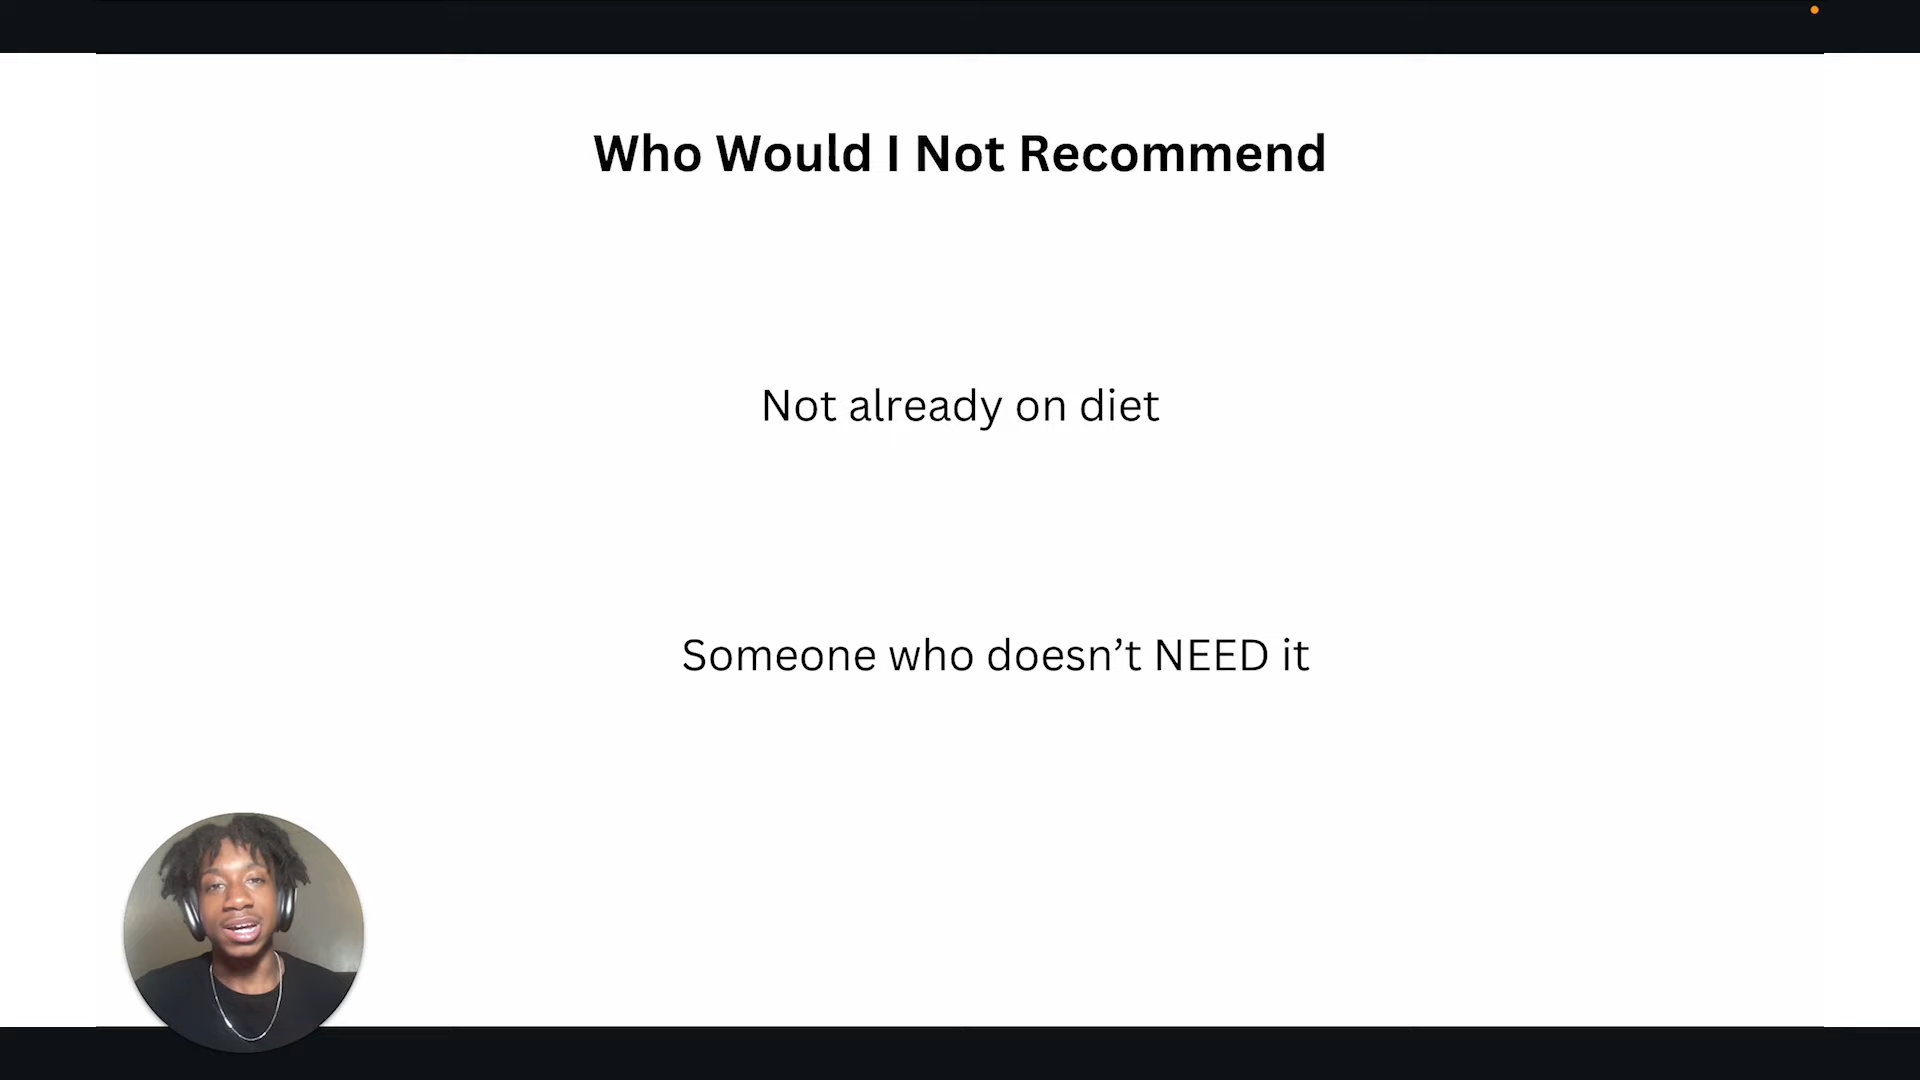 Who Would I Not Recommend
Not already on diet
Someone who doesn’t NEED it